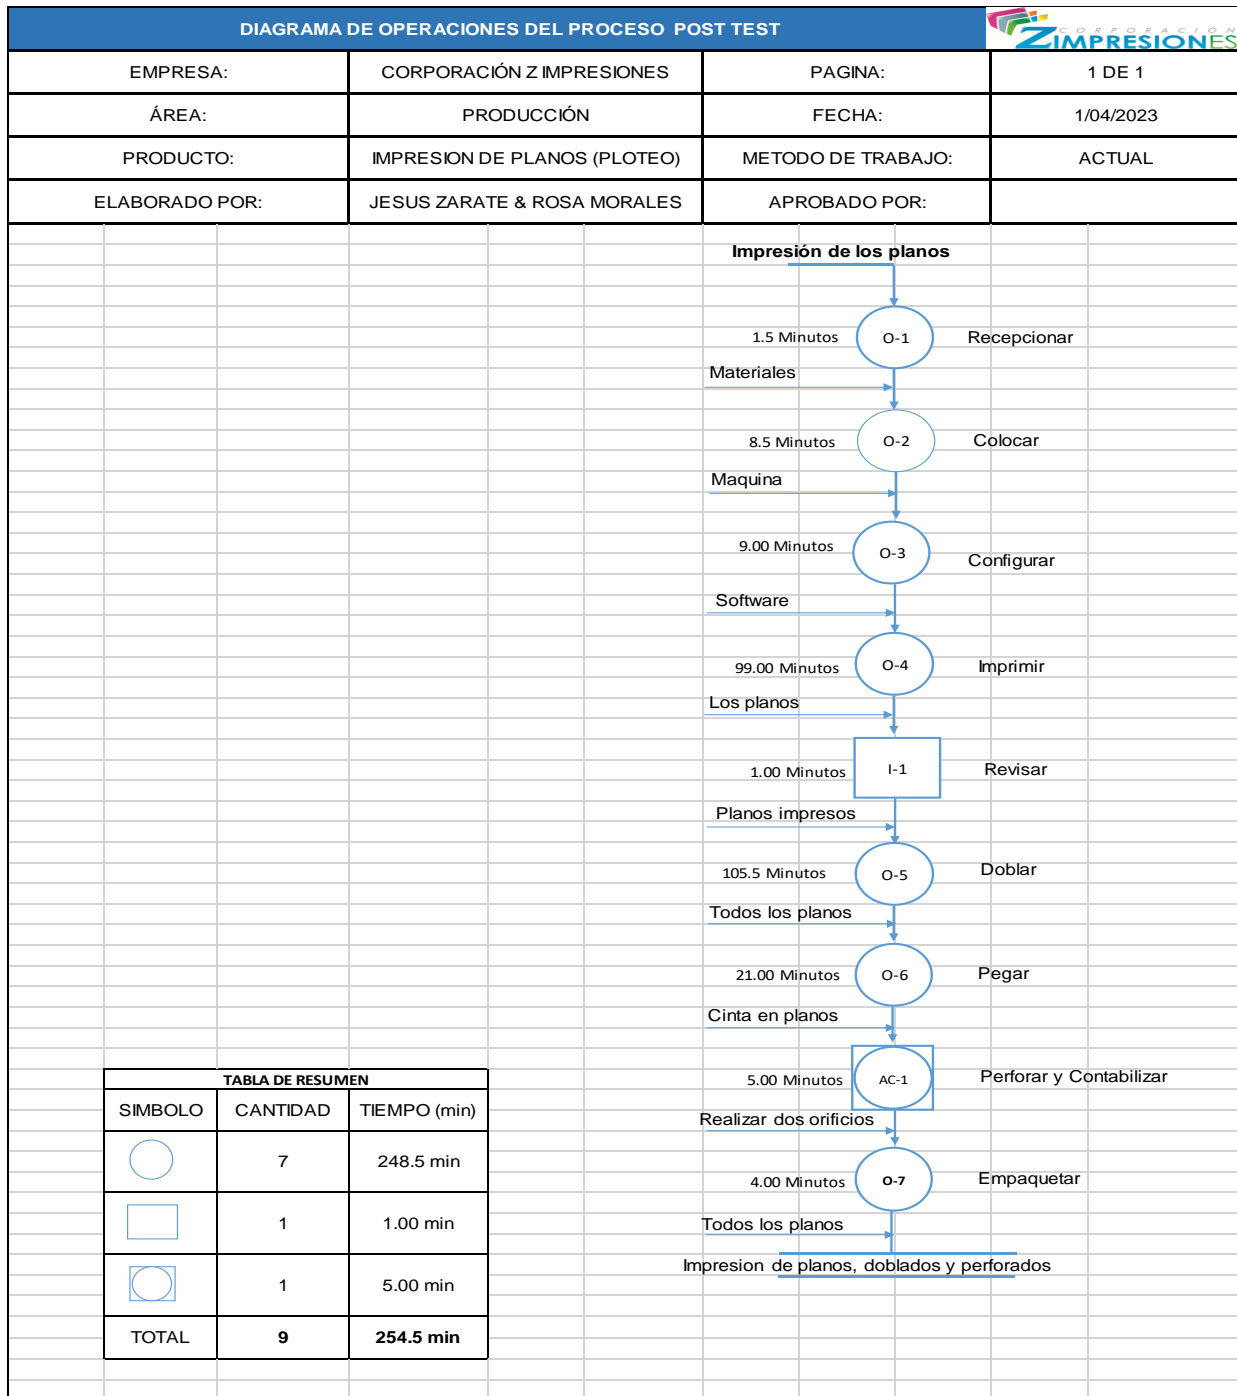 DIAGRAMA DE OPERACIONES DEL PROCESO POST TEST
CORPORACIÓN
ZIMPRESIONES
EMPRESA: CORPORACIÓN Z IMPRESIONES PAGINA: 1 DE 1
ÁREA: PRODUCCIÓN FECHA: 1/04/2023
PRODUCTO: IMPRESION DE PLANOS (PLOTEO) METODO DE TRABAJO: ACTUAL
ELABORADO POR: JESUS ZARATE & ROSA MORALES APROBADO POR:
Impresión de los planos
1.5 Minutos O-1 Recepcionar
Materiales
8.5 Minutos O-2 Colocar
Maquina
9.00 Minutos O-3 Configurar
Software
99.00 Minutos O-4 Imprimir
Los planos
1.00 Minutos I-1 Revisar
Planos impresos
105.5 Minutos O-5 Doblar
Todos los planos
21.00 Minutos O-6 Pegar
Cinta en planos
5.00 Minutos AC-1 Perforar y Contabilizar
Realizar dos orificios
4.00 Minutos O-7 Empaquetar
Todos los planos
Impresion de planos, doblados y perforados
TABLA DE RESUMEN
SIMBOLO CANTIDAD TIEMPO (min)
7 248.5 min
1 1.00 min
1 5.00 min
TOTAL 9 254.5 min